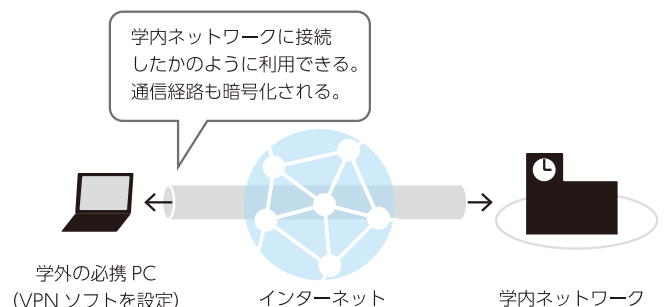 学内ネットワークに接続
したかのように利用できる。
通信経路も暗号化される。
学外の必携 PC
(VPN ソフトを設定)
インターネット
学内ネットワーク